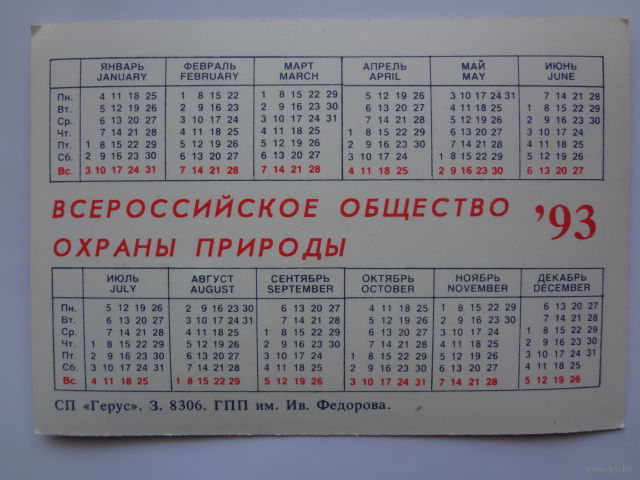 ЯНВАРЬ ФЕВРАЛЬ МАРТ АПРЕЛЬ МАЙ ИЮНЬ
JANUARY FEBRUARY MARCH APRIL MAY JUNE
Пн. 4 11 18 25 1 8 15 22 1 8 15 22 29 5 12 19 26 3 10 17 24 31 7 14 21 28
Вт. 5 12 19 26 2 9 16 23 2 9 16 23 30 6 13 20 27 4 11 18 25 1 8 15 22 29
Ср. 6 13 20 27 3 10 17 24 3 10 17 24 31 7 14 21 28 5 12 19 26 2 9 16 23 30
Чт. 7 14 21 28 4 11 18 25 4 11 18 25 1 8 15 22 29 6 13 20 27 3 10 17 24
Пт. 1 8 15 22 29 5 12 19 26 5 12 19 26 2 9 16 23 30 7 14 21 28 4 11 18 25
Сб. 2 9 16 23 30 6 13 20 27 6 13 20 27 3 10 17 24 1 8 15 22 29 5 12 19 26
Вс. 3 10 17 24 31 7 14 21 28 7 14 21 28 4 11 18 25 2 9 16 23 30 6 13 20 27
ВСЕРОССИЙСКОЕ ОБЩЕСТВО '93
ОХРАНЫ ПРИРОДЫ
ИЮЛЬ АВГУСТ СЕНТЯБРЬ ОКТЯБРЬ НОЯБРЬ ДЕКАБРЬ
JULY AUGUST SEPTEMBER OCTOBER NOVEMBER DECEMBER
Пн. 5 12 19 26 2 9 16 23 30 6 13 20 27 4 11 18 25 1 8 15 22 29 6 13 20 27
Вт. 6 13 20 27 3 10 17 24 31 7 14 21 28 5 12 19 26 2 9 16 23 30 7 14 21 28
Ср. 7 14 21 28 4 11 18 25 1 8 15 22 29 6 13 20 27 3 10 17 24 1 8 15 22 29
Чт. 1 8 15 22 29 5 12 19 26 2 9 16 23 30 7 14 21 28 4 11 18 25 2 9 16 23 30
Пт. 2 9 16 23 30 6 13 20 27 3 10 17 24 1 8 15 22 29 5 12 19 26 3 10 17 24 31
Сб. 3 10 17 24 31 7 14 21 28 4 11 18 25 2 9 16 23 30 6 13 20 27 4 11 18 25
Вс. 4 11 18 25 1 8 15 22 29 5 12 19 26 3 10 17 24 31 7 14 21 28 5 12 19 26
СП «Герус». З. 8306. ГПП им. Ив. Федорова.
www.ay.by